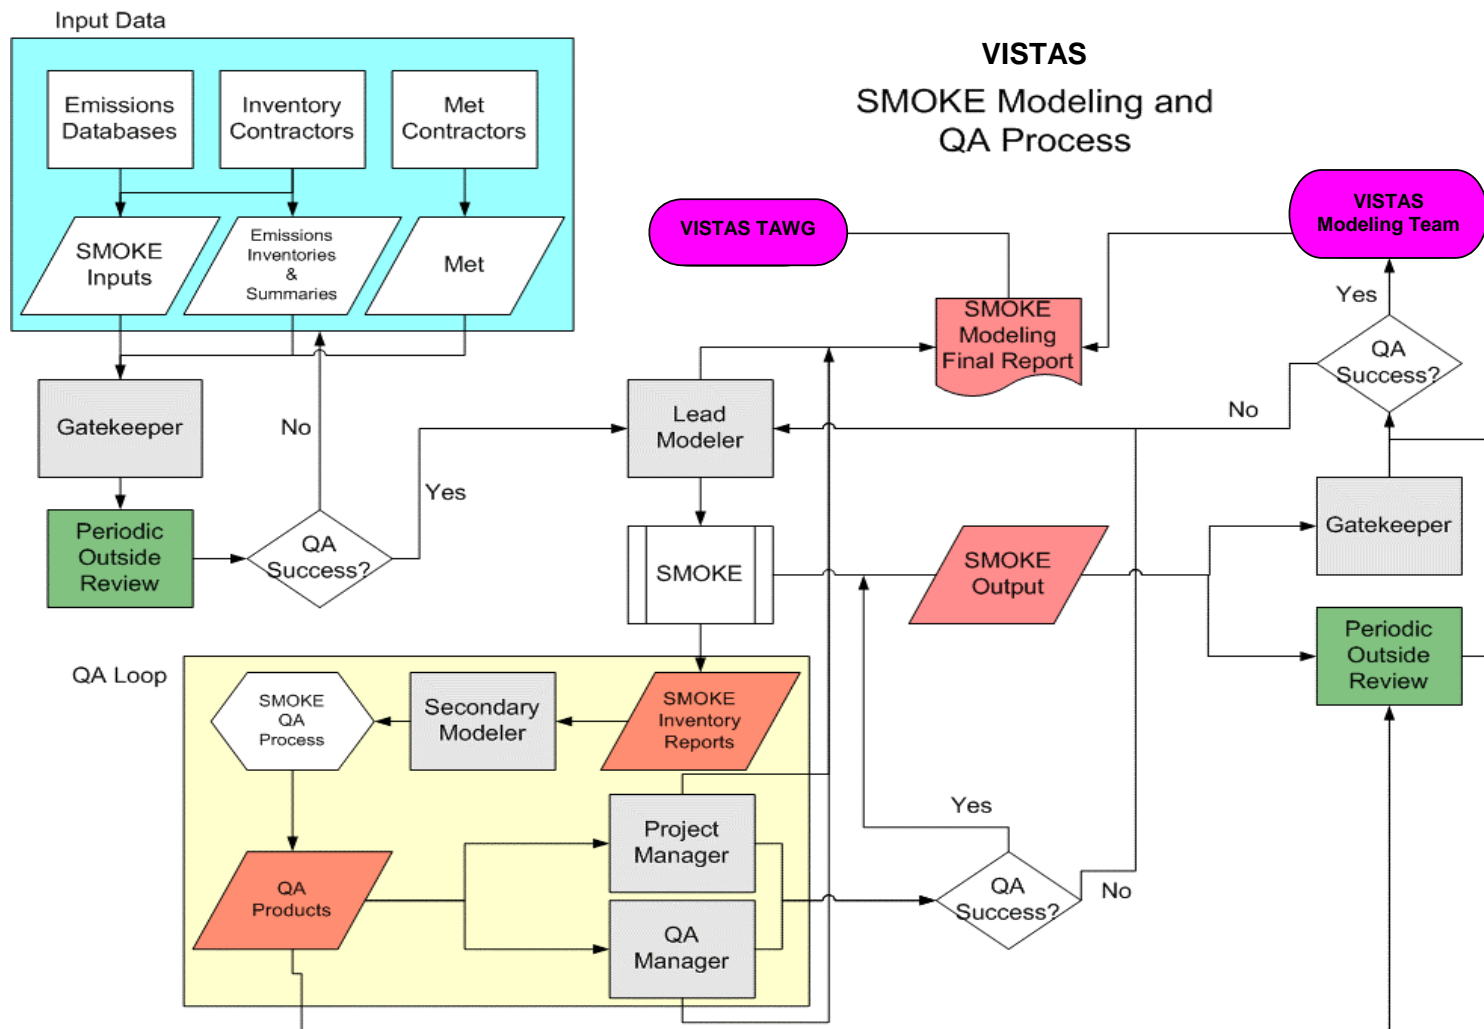 Input Data
VISTAS
SMOKE Modeling and
QA Process
Emissions
Databases
Inventory
Contractors
Met
Contractors
SMOKE
Inputs
Emissions
Inventories
&
Summaries
Met
VISTAS TAWG
VISTAS
Modeling Team
SMOKE
Modeling
Final Report
Yes
QA
Success?
No
Gatekeeper
No
Lead
Modeler
Yes
Periodic
Outside
Review
QA
Success?
SMOKE
SMOKE
Output
Gatekeeper
Periodic
Outside
Review
QA Loop
SMOKE
QA
Process
Secondary
Modeler
SMOKE
Inventory
Reports
Yes
Project
Manager
QA
Products
QA
Success?
No
QA
Manager